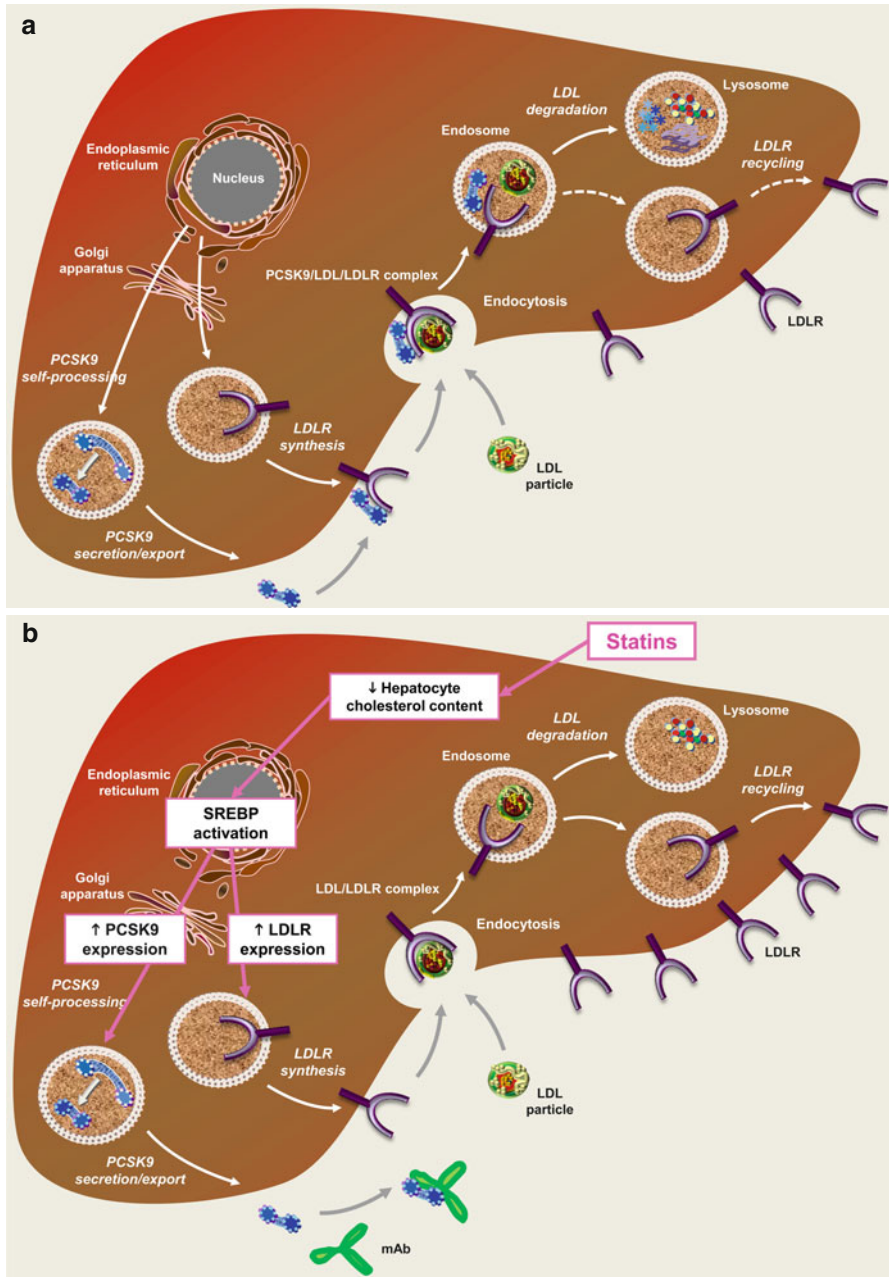 a
Endoplasmic
reticulum
Nucleus
Golgi
apparatus
PCSK9
self-processing
PCSK9
secretion/export
LDLR
synthesis
PCSK9/LDL/LDLR complex
Endosome
LDL
degradation
Lysosome
LDLR
recycling
Endocytosis
LDLR
LDL
particle
b
Statins
↓ Hepatocyte
cholesterol content
Endoplasmic
reticulum
SREBP
activation
Golgi
apparatus
↑ PCSK9
expression
↑ LDLR
expression
PCSK9
self-processing
PCSK9
secretion/export
LDLR
synthesis
LDL/LDLR complex
Endosome
LDL
degradation
Lysosome
LDLR
recycling
Endocytosis
LDLR
LDL
particle
mAb